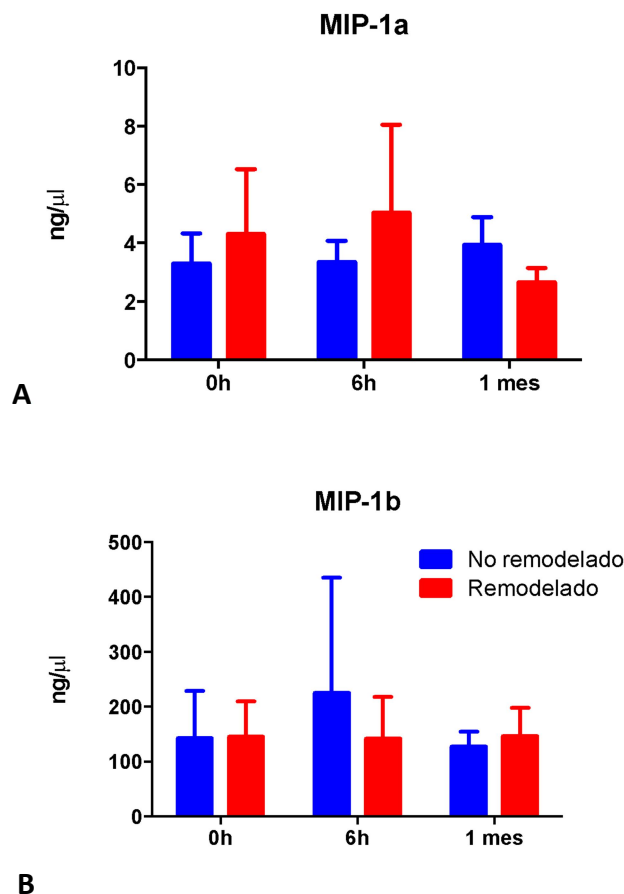 MIP-1a
10
8
6
4
2
0
ng/µl
0h
6h
1 mes
A
MIP-1b
500
400
300
200
100
0
ng/µl
No remodelado
Remodelado
0h
6h
1 mes
B